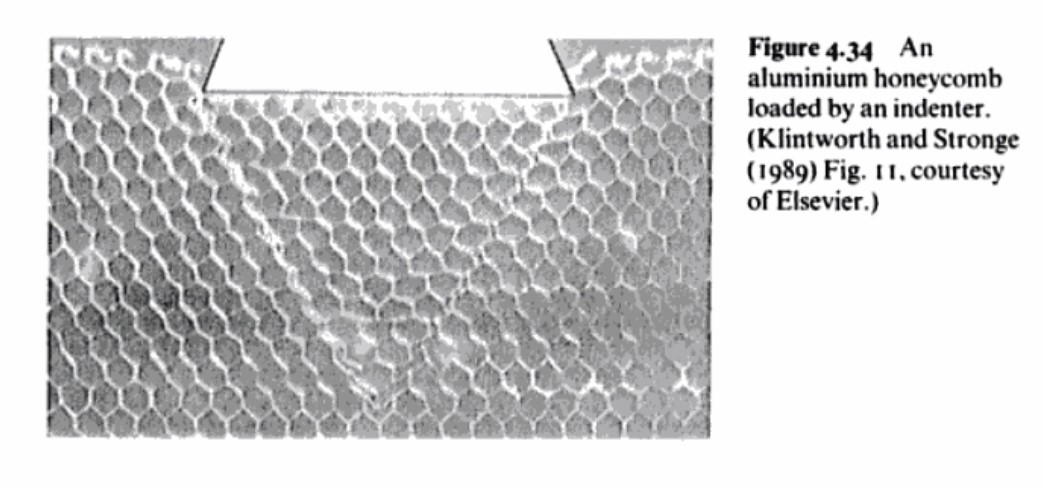 Figure 4.34 An
aluminium honeycomb
loaded by an indenter.
(Klintworth and Stronge
(1989) Fig. 11, courtesy
of Elsevier.)